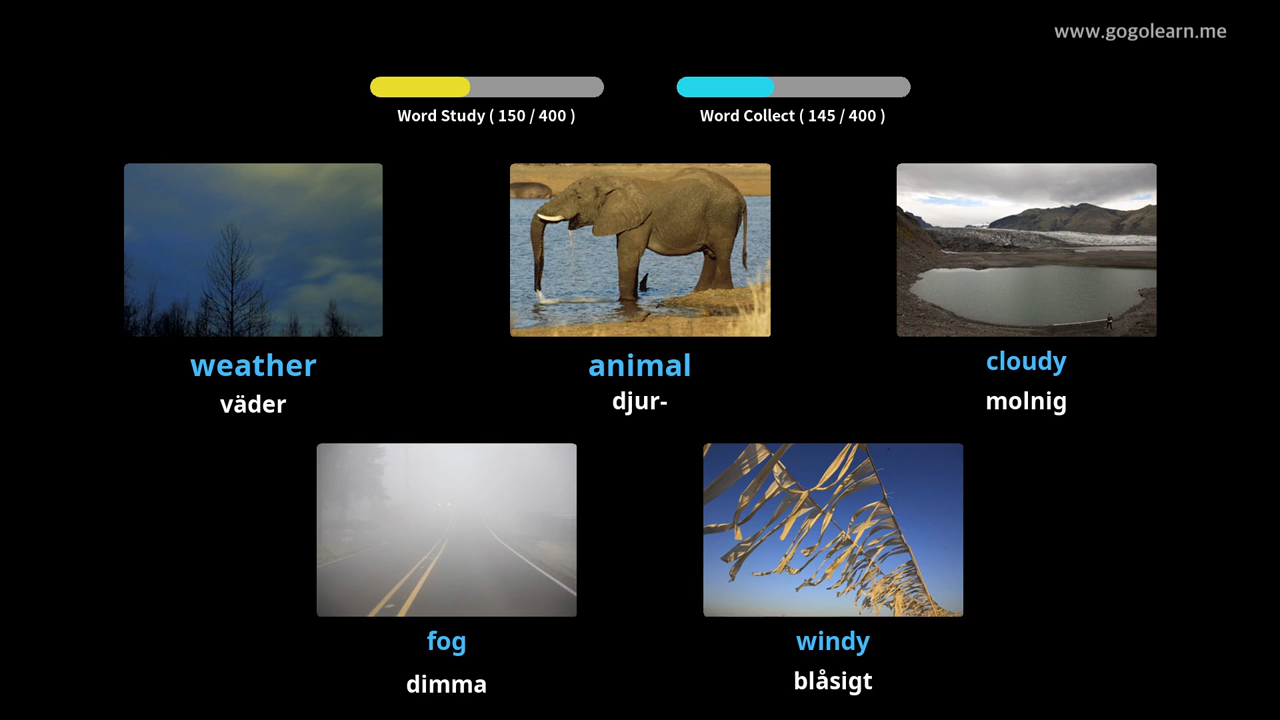 www.gogolearn.me
Word Study ( 150 / 400 )
Word Collect ( 145 / 400 )
weather
väder
animal
djur-
cloudy
molnig
fog
dimma
windy
blåsigt